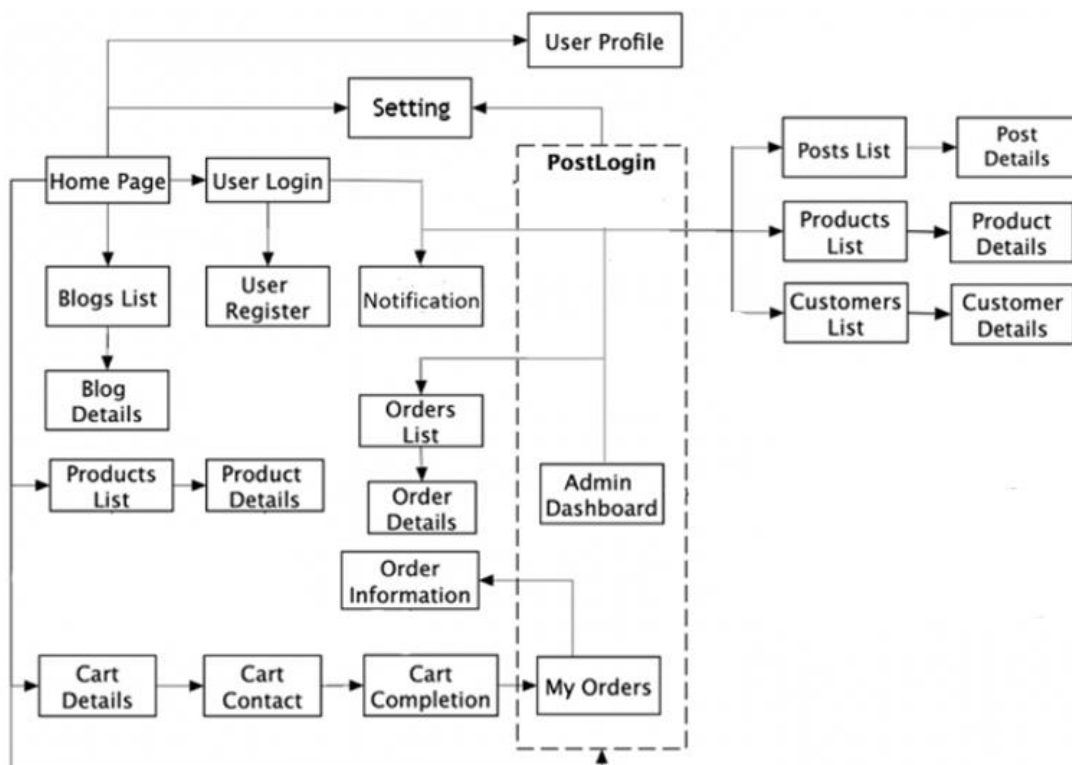 User Profile
Setting
PostLogin
Home Page
User Login
Posts List
Post
Details
Products
List
Product
Details
Blogs List
User
Register
Notification
Customers
List
Customer
Details
Blog
Details
Orders
List
Products
List
Product
Details
Order
Details
Admin
Dashboard
Order
Information
Cart
Details
Cart
Contact
Cart
Completion
My Orders